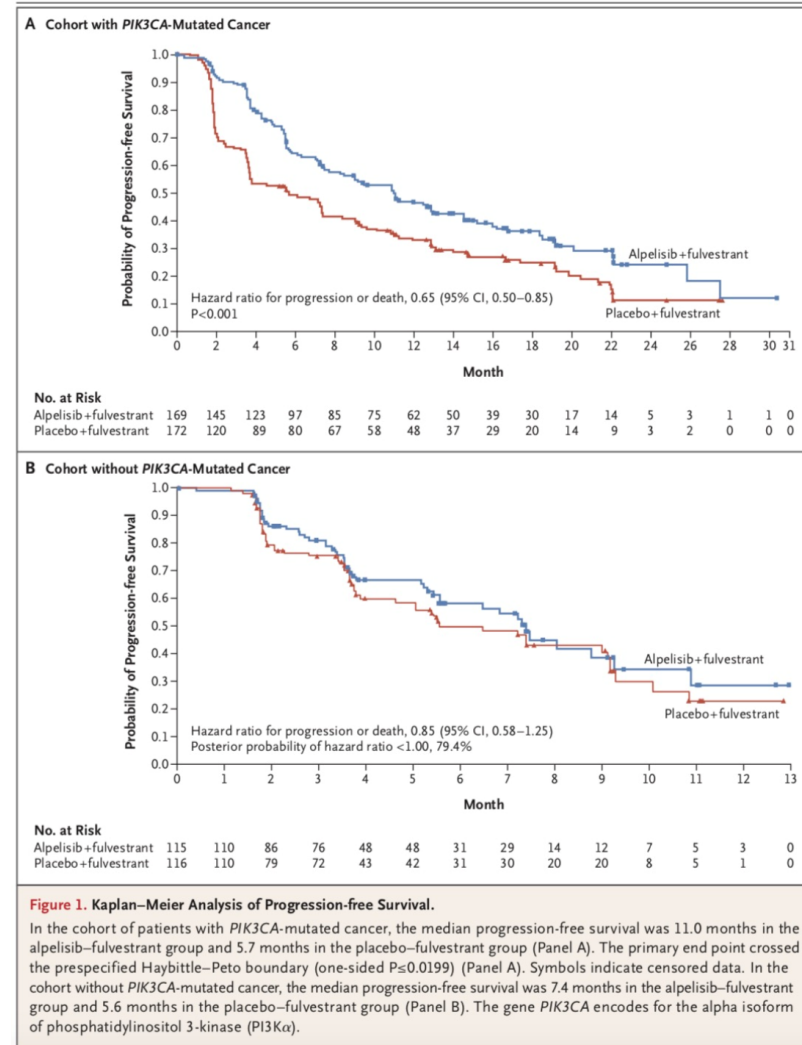 A Cohort with PIK3CA-Mutated Cancer
Probability of Progression-free Survival
1.0
0.9
0.8
0.7
0.6
0.5
0.4
0.3
0.2
0.1
0.0
Alpelisib+fulvestrant
Hazard ratio for progression or death, 0.65 (95% CI, 0.50–0.85)
P<0.001
Placebo+fulvestrant
0 2 4 6 8 10 12 14 16 18 20 22 24 26 28 30 31
Month
No. at Risk
Alpelisib+fulvestrant 169 145 123 97 85 75 62 50 39 30 17 14 5 3 1 1 0
Placebo+fulvestrant 172 120 89 80 67 58 48 37 29 20 14 9 3 2 0 0 0
B Cohort without PIK3CA-Mutated Cancer
Probability of Progression-free Survival
1.0
0.9
0.8
0.7
0.6
0.5
0.4
0.3
0.2
0.1
0.0
Alpelisib+fulvestrant
Placebo+fulvestrant
Hazard ratio for progression or death, 0.85 (95% CI, 0.58–1.25)
Posterior probability of hazard ratio <1.00, 79.4%
0 1 2 3 4 5 6 7 8 9 10 11 12 13
Month
No. at Risk
Alpelisib+fulvestrant 115 110 86 76 48 48 31 29 14 12 7 5 3 0
Placebo+fulvestrant 116 110 79 72 43 42 31 30 20 20 8 5 1 0
Figure 1. Kaplan–Meier Analysis of Progression-free Survival.
In the cohort of patients with PIK3CA-mutated cancer, the median progression-free survival was 11.0 months in the
alpelisib–fulvestrant group and 5.7 months in the placebo–fulvestrant group (Panel A). The primary end point crossed
the prespecified Haybittle–Peto boundary (one-sided P≤0.0199) (Panel A). Symbols indicate censored data. In the
cohort without PIK3CA-mutated cancer, the median progression-free survival was 7.4 months in the alpelisib–fulvestrant
group and 5.6 months in the placebo–fulvestrant group (Panel B). The gene PIK3CA encodes for the alpha isoform
of phosphatidylinositol 3-kinase (PI3Kα).